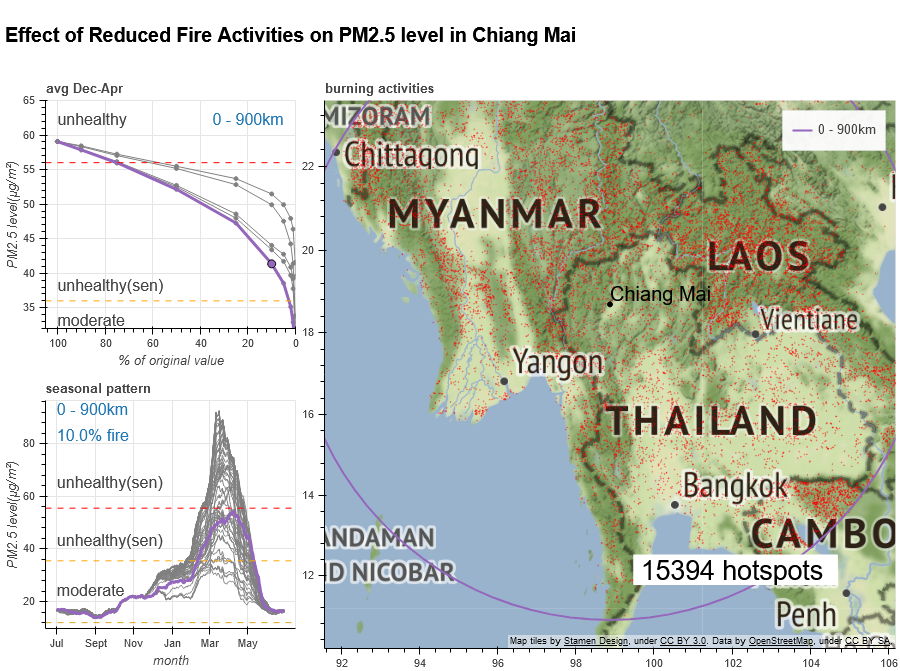 Effect of Reduced Fire Activities on PM2.5 level in Chiang Mai
avg Dec-Apr
65
60
55
50
45
40
35
PM2.5 level(µg/m²)
unhealthy
0 - 900km
unhealthy(sen)
moderate
100 80 60 40 20 0
% of original value
seasonal pattern
80
60
40
20
PM2.5 level(µg/m²)
0 - 900km
10.0% fire
unhealthy(sen)
unhealthy(sen)
moderate
Jul Sept Nov Jan Mar May
month
burning activities
22
20
18
16
14
12
0 - 900km
MIZORAM
Chittagong
MYANMAR
LAOS
Chiang Mai
Vientiane
Yangon
THAILAND
Bangkok
CAMBO
NDAMAN
D NICOBAR
15394 hotspots
Penh
Map tiles by Stamen Design, under CC BY 3.0. Data by OpenStreetMap, under CC BY SA
92 94 96 98 100 102 104 106